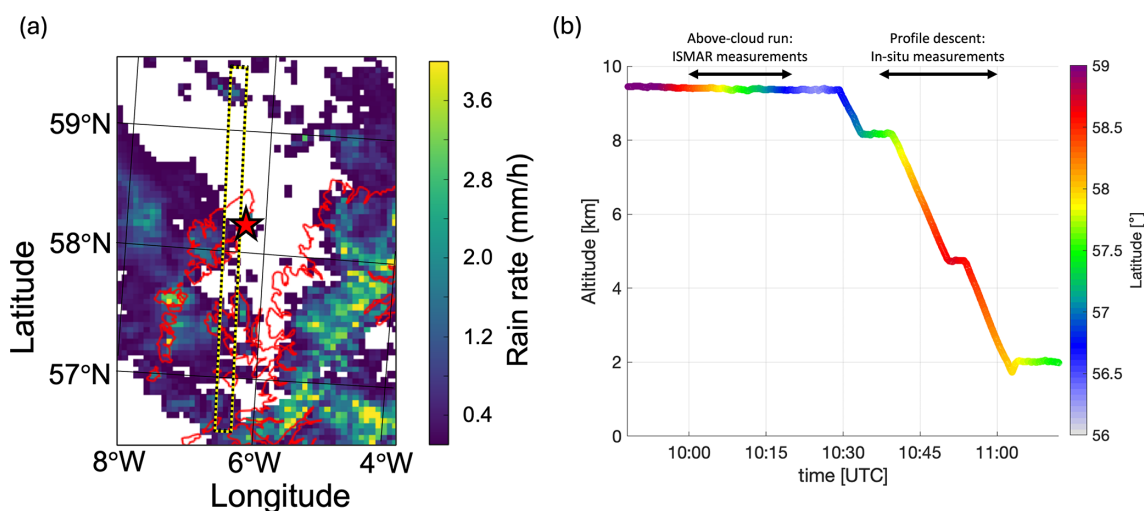 (a)
59°N
58°N
57°N
Latitude
8°W
6°W
4°W
Longitude
3.6
2.8
2.0
1.2
0.4
Rain rate (mm/h)
(b)
Above-cloud run:
ISMAR measurements
Profile descent:
In-situ measurements
10
8
6
4
2
0
Altitude [km]
10:00
10:15
10:30
10:45
11:00
time [UTC]
59
58.5
58
57.5
57
56.5
56
Latitude [°]